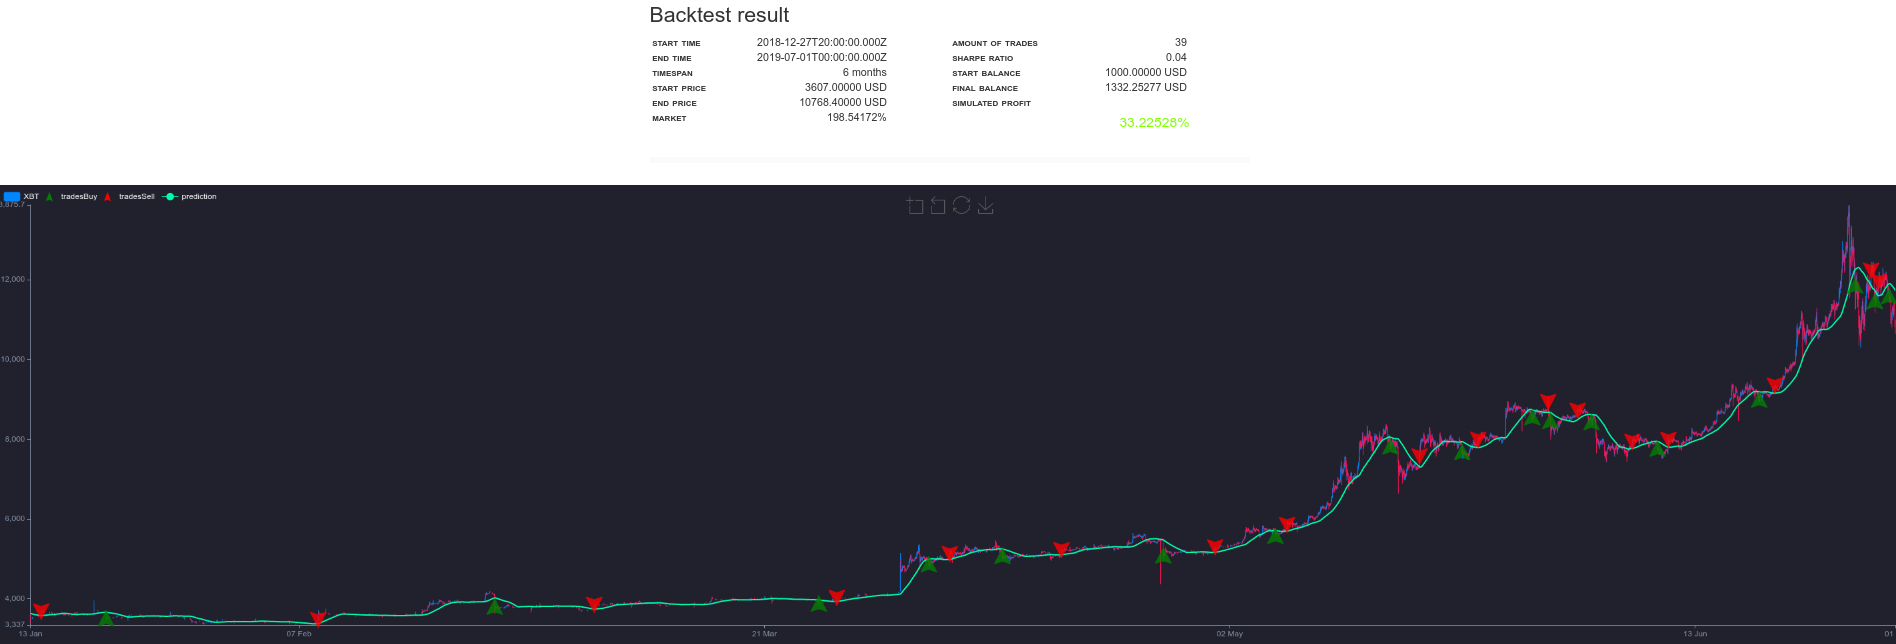 Backtest result
START TIME 2018-12-27T20:00:00.000Z AMOUNT OF TRADES 39
END TIME 2019-07-01T00:00:00.000Z SHARPE RATIO 0.04
TIMESPAN 6 months START BALANCE 1000.00000 USD
START PRICE 3607.00000 USD FINAL BALANCE 1332.25277 USD
END PRICE 10768.40000 USD SIMULATED PROFIT
MARKET 198.54172%
33.22528%
XBT tradesBuy tradesSell prediction
12,000
10,000
8,000
6,000
4,000
3,337
13 Jan 07 Feb 21 Mar 02 May 13 Jun 01